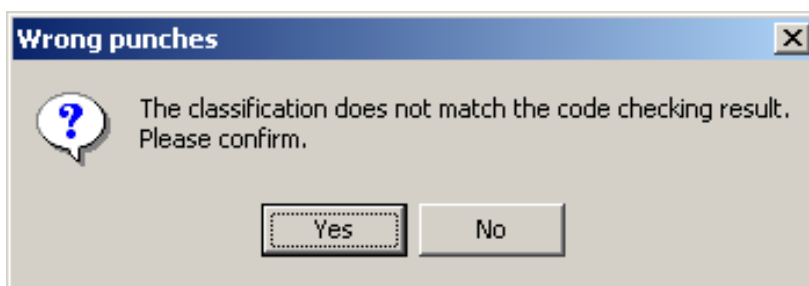 Wrong punches
The classification does not match the code checking result.
Please confirm.
Yes No